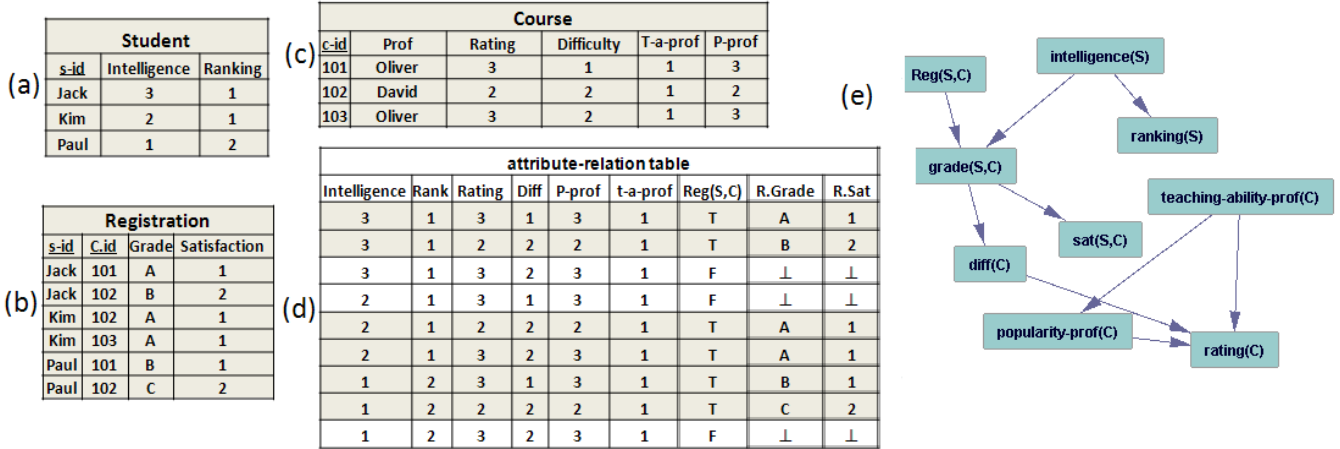 (a)
Student
s-id Intelligence Ranking
Jack 3 1
Kim 2 1
Paul 1 2
(b)
Registration
s-id C.id Grade Satisfaction
Jack 101 A 1
Jack 102 B 2
Kim 102 A 1
Kim 103 A 1
Paul 101 B 1
Paul 102 C 2
(c)
Course
c-id Prof Rating Difficulty T-a-prof P-prof
101 Oliver 3 1 1 3
102 David 2 2 1 2
103 Oliver 3 2 1 3
(d)
attribute-relation table
Intelligence Rank Rating Diff P-prof t-a-prof Reg(S,C) R.Grade R.Sat
3 1 3 1 3 1 T A 1
3 1 2 2 2 1 T B 2
3 1 3 2 3 1 F ⊥ ⊥
2 1 3 1 3 1 F ⊥ ⊥
2 1 2 2 2 1 T A 1
2 1 3 2 3 1 T A 1
1 2 3 1 3 1 T B 1
1 2 2 2 2 1 T C 2
1 2 3 2 3 1 F ⊥ ⊥
(e)
intelligence(S)
Reg(S,C)
ranking(S)
grade(S,C)
teaching-ability-prof(C)
sat(S,C)
diff(C)
popularity-prof(C)
rating(C)